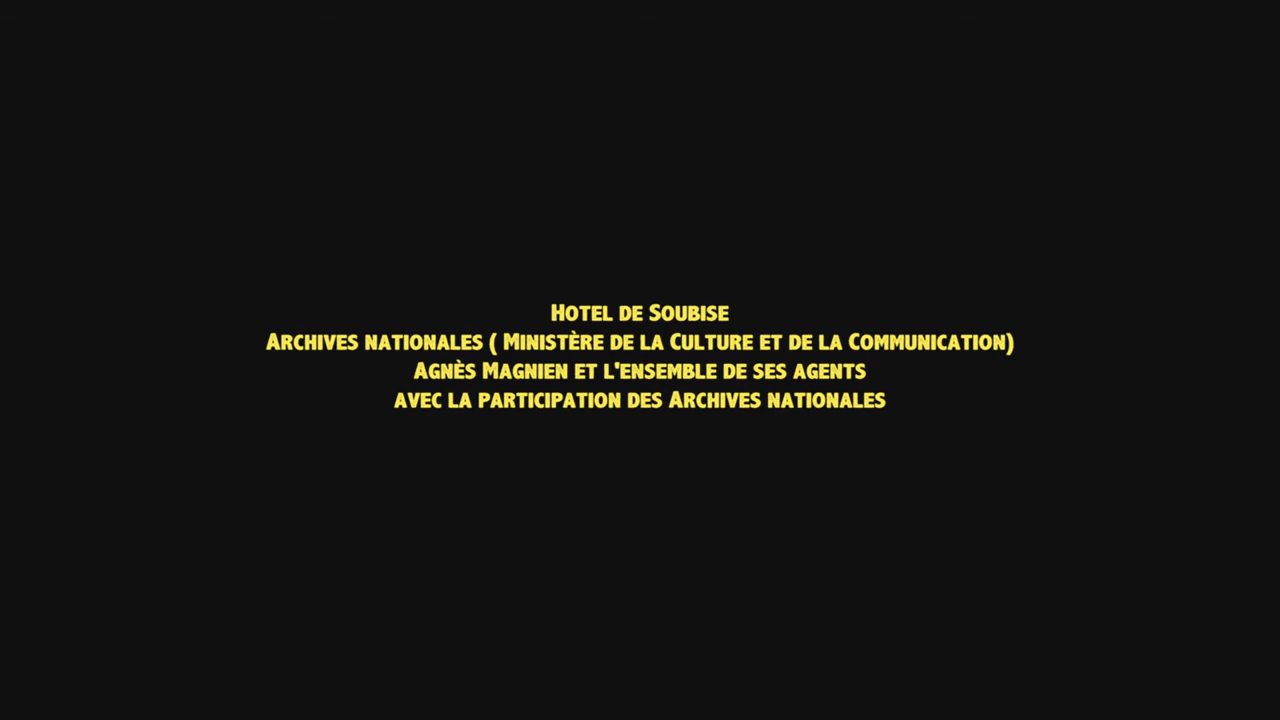 Hotel de Soubise
Archives nationales ( Ministère de la Culture et de la Communication)
Agnès Magnien et l'ensemble de ses agents
avec la participation des Archives nationales